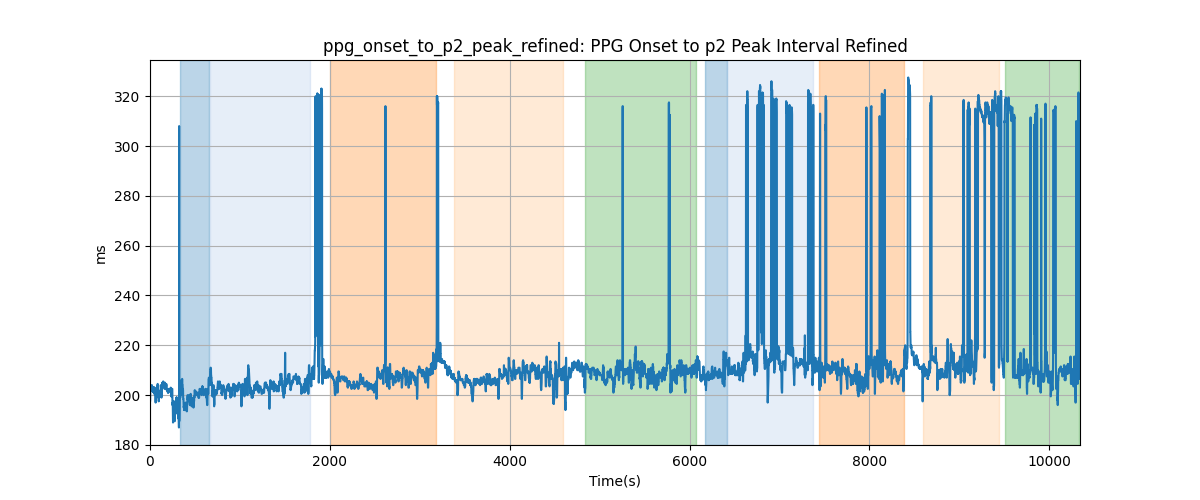 ppg_onset_to_p2_peak_refined: PPG Onset to p2 Peak Interval Refined
320
300
280
260
240
220
200
180
ms
0 2000 4000 6000 8000 10000
Time(s)